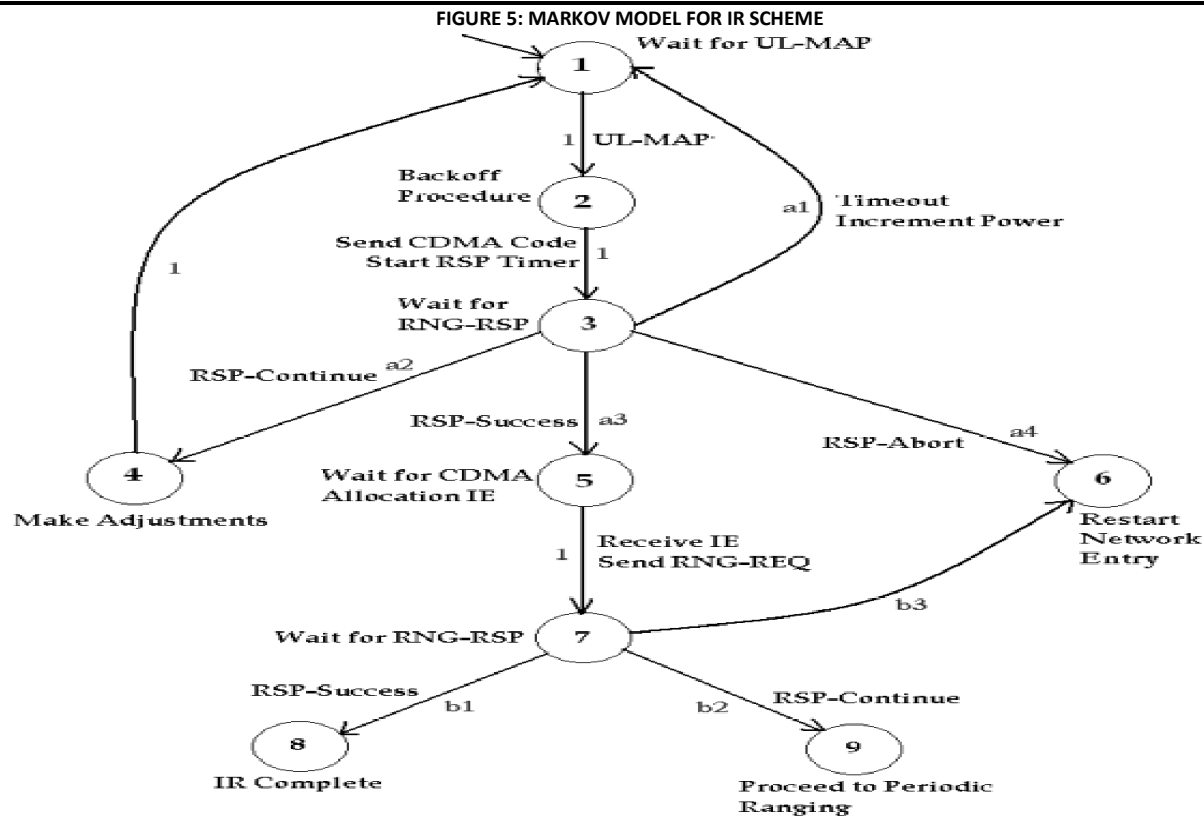 FIGURE 5: MARKOV MODEL FOR IR SCHEME
Wait for UL-MAP
1
1 UL-MAP
Backoff
Procedure
2
a1
Timeout
Increment Power
Send CDMA Code
Start RSP Timer
1
1
Wait for
RNG-RSP
3
RSP-Continue
a2
RSP-Success
a3
RSP-Abort
a4
4
Make Adjustments
Wait for CDMA
Allocation IE
5
6
Restart
Network
Entry
1
Receive IE
Send RNG-REQ
b3
Wait for RNG-RSP
7
RSP-Success
b1
b2
RSP-Continue
8
IR Complete
9
Proceed to Periodic
Ranging